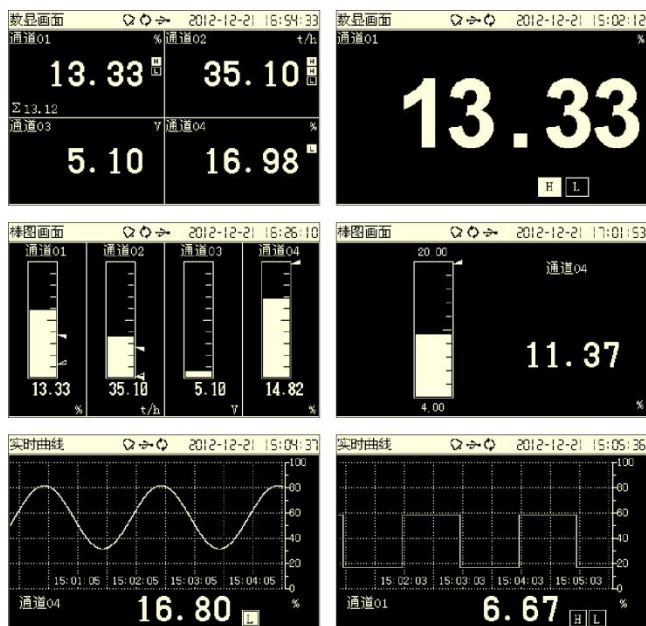 数显画面 2012-12-21 16:54:33
通道01 % 通道02 t/h
13.33 H L 35.10 H H L
Σ13.12
通道03 V 通道04 %
5.10 16.98 L
数显画面 2012-12-21 15:02:12
通道01 %
13.33
H L
棒图画面 2012-12-21 16:26:10
通道01 通道02 通道03 通道04
13.33 35.10 5.10 14.82
% t/h V %
棒图画面 2012-12-21 17:01:53
20.00
通道04
11.37
4.00 %
实时曲线 2012-12-21 15:04:37
100
80
60
40
20
15:01:05 15:02:05 15:03:05 15:04:05 0
通道04 16.80 L %
实时曲线 2012-12-21 15:05:36
100
80
60
40
20
15:02:03 15:03:03 15:04:03 15:05:03 0
通道01 6.67 H L %